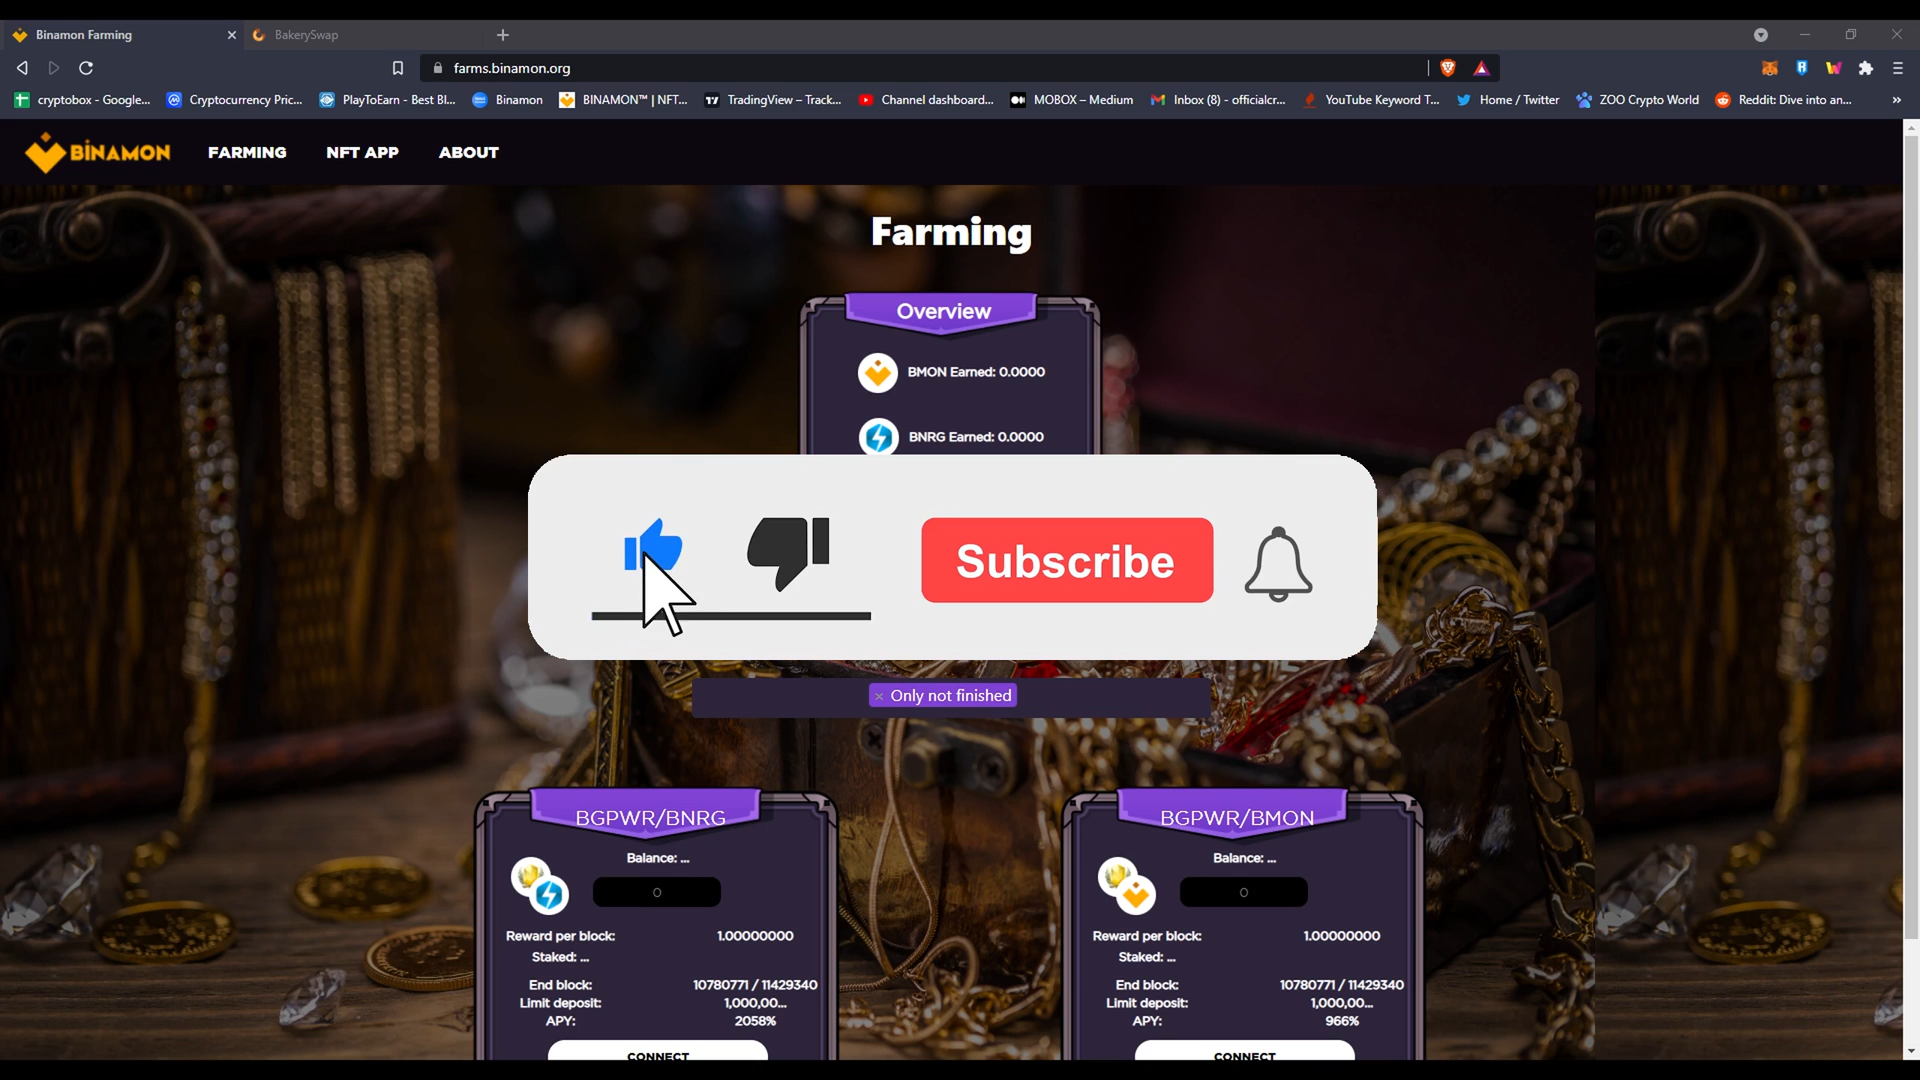 Binamon Farming
BakerySwap
farms.binamon.org
cryptobox - Google...
Cryptocurrency Pric...
PlayToEarn - Best Bl...
Binamon
BINAMON™ | NFT...
TradingView – Track...
Channel dashboard...
MOBOX – Medium
Inbox (8) - officialcr...
YouTube Keyword T...
Home / Twitter
ZOO Crypto World
Reddit: Dive into an...
BINAMON
FARMING
NFT APP
ABOUT
Farming
Overview
BMON Earned: 0.0000
BNRG Earned: 0.0000
Subscribe
× Only not finished
BGPWR/BNRG
Balance: ...
0
Reward per block: 1.00000000
Staked: ...
End block: 10780771 / 11429340
Limit deposit: 1,000,00...
APY: 2058%
CONNECT
BGPWR/BMON
Balance: ...
0
Reward per block: 1.00000000
Staked: ...
End block: 10780771 / 11429340
Limit deposit: 1,000,00...
APY: 966%
CONNECT